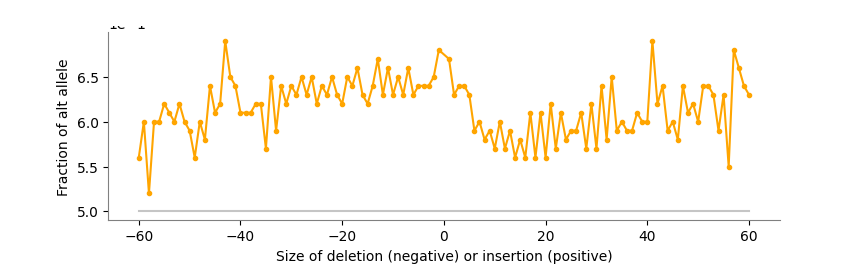 6.5
6.0
5.5
5.0
Fraction of alt allele
−60 −40 −20 0 20 40 60
Size of deletion (negative) or insertion (positive)